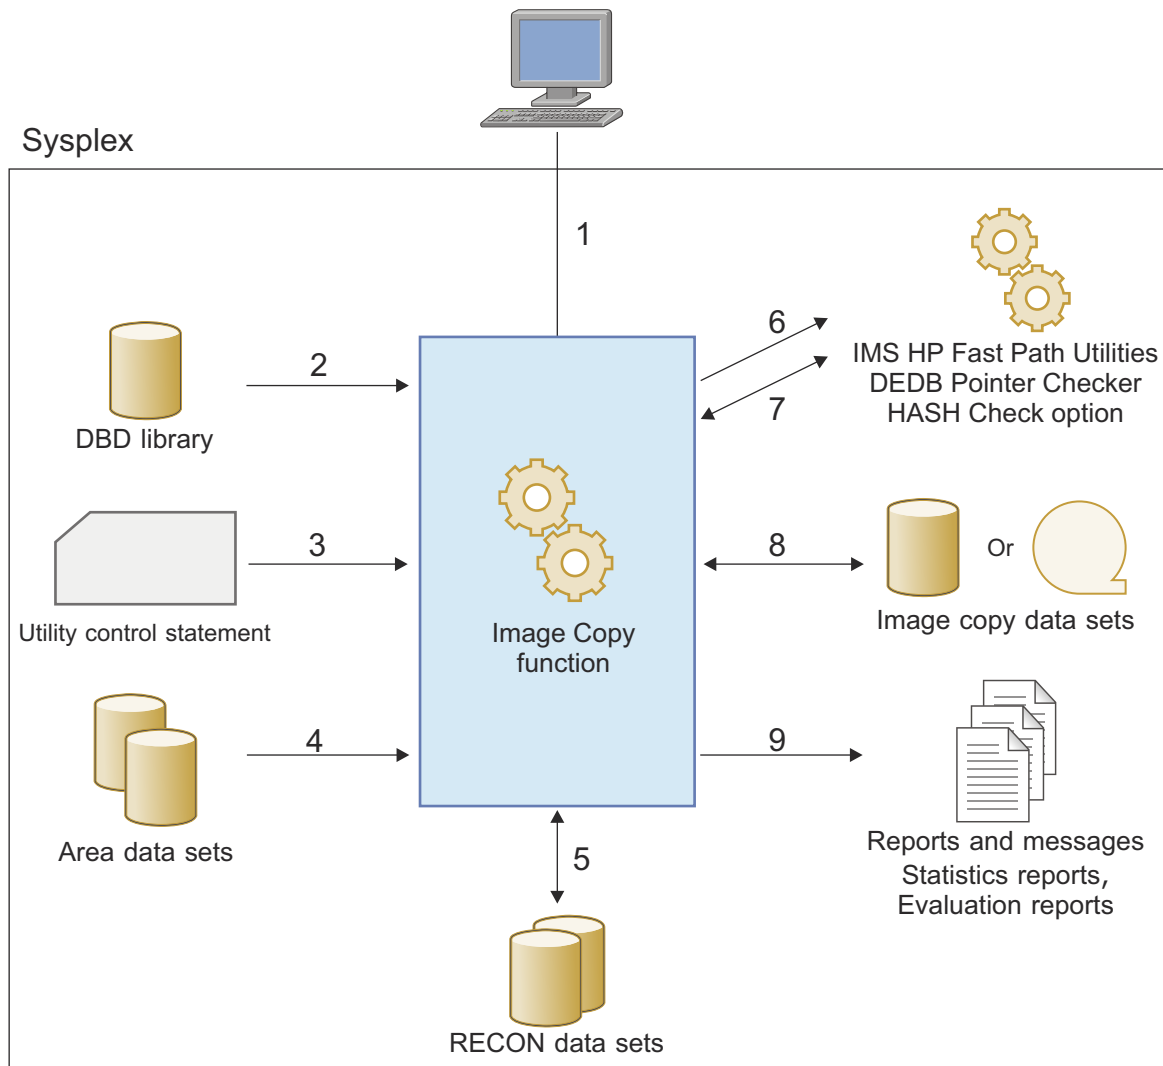 Sysplex
1
2
DBD library
3
Utility control statement
4
Area data sets
Image Copy
function
5
RECON data sets
6
7
IMS HP Fast Path Utilities
DEDB Pointer Checker
HASH Check option
8
Or
Image copy data sets
9
Reports and messages
Statistics reports,
Evaluation reports